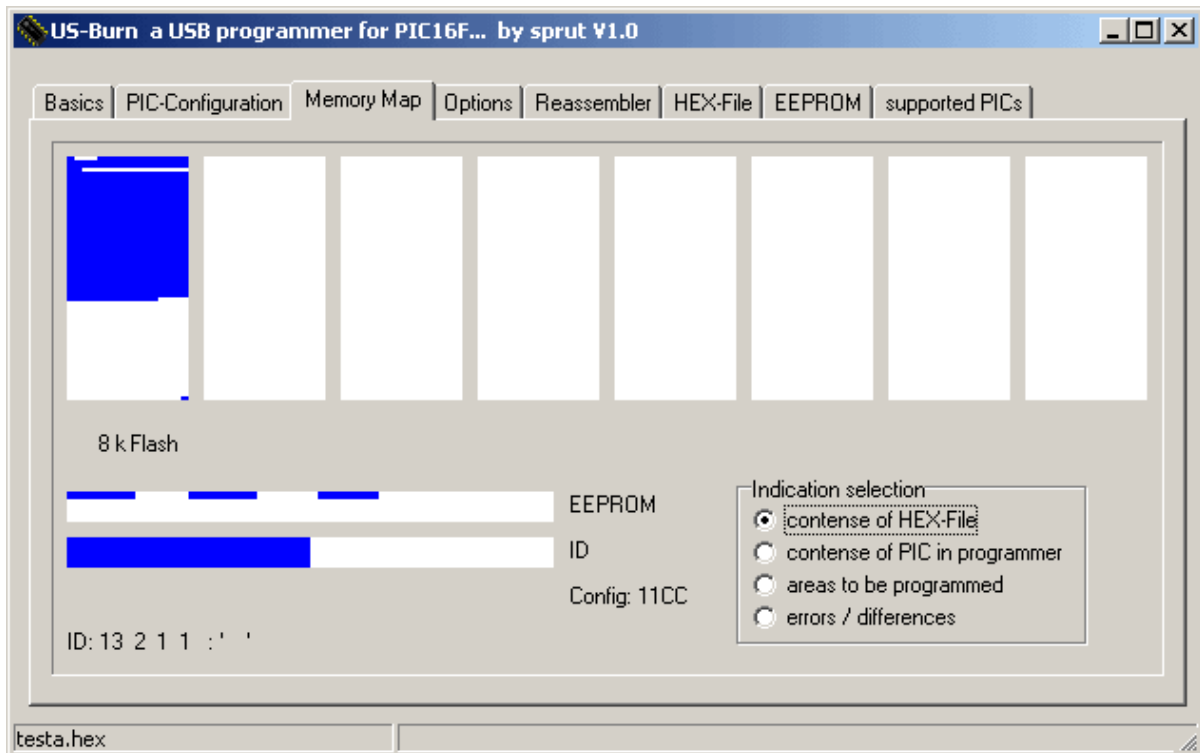 US-Burn a USB programmer for PIC16F... by sprut V1.0
Basics PIC-Configuration Memory Map Options Reassembler HEX-File EEPROM supported PICs
8 k Flash
EEPROM
ID
Config: 11CC
ID: 13 2 1 1 : ' '
Indication selection
contense of HEX-File
contense of PIC in programmer
areas to be programmed
errors / differences
testa.hex